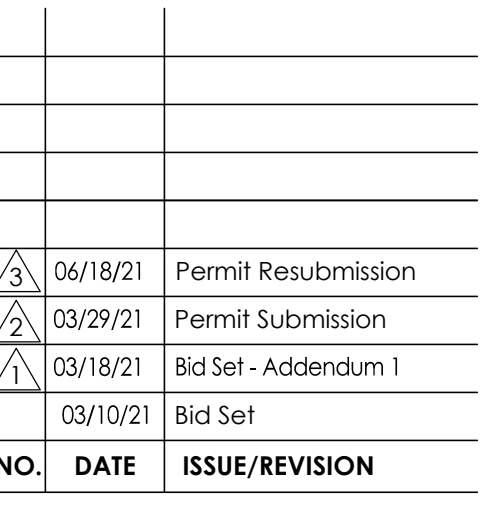 3 06/18/21 Permit Resubmission
2 03/29/21 Permit Submission
1 03/18/21 Bid Set - Addendum 1
03/10/21 Bid Set
NO. DATE ISSUE/REVISION